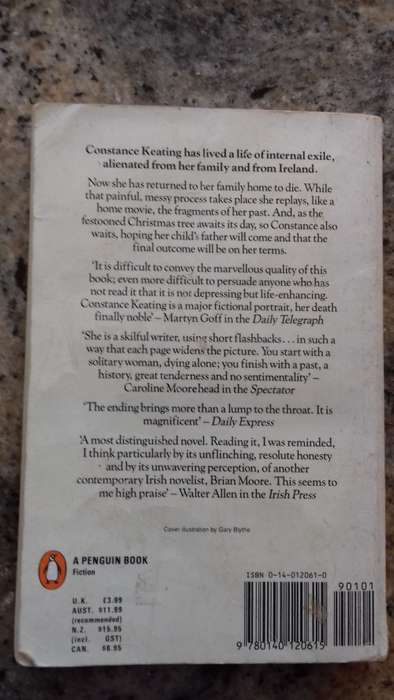 Constance Keating has lived a life of internal exile,
alienated from her family and from Ireland.
Now she has returned to her family home to die. While
that painful, messy process takes place she replays, like a
home movie, the fragments of her past. And, as the
festooned Christmas tree awaits its day, so Constance also
waits, hoping her child's father will come and that the
final outcome will be on her terms.
'It is difficult to convey the marvellous quality of this
book; even more difficult to persuade anyone who has
not read it that it is not depressing but life-enhancing.
Constance Keating is a major fictional portrait, her death
finally noble' – Martyn Goff in the Daily Telegraph
'She is a skilful writer, using short flashbacks... in such
a way that each page widens the picture. You start with a
solitary woman, dying alone; you finish with a past, a
history, great tenderness and no sentimentality' –
Caroline Moorehead in the Spectator
'The ending brings more than a lump to the throat. It is
magnificent' – Daily Express
'A most distinguished novel. Reading it, I was reminded,
I think particularly by its unflinching, resolute honesty
and by its unwavering perception, of another
contemporary Irish novelist, Brian Moore. This seems to
me high praise' – Walter Allen in the Irish Press
Cover illustration by Gary Blythe
A PENGUIN BOOK
Fiction
U.K. £3.99
AUST. $11.99
(recommended)
N.Z. $15.95
(incl. GST)
CAN. $6.95
ISBN 0-14-012061-0
90101
9 780140 120615